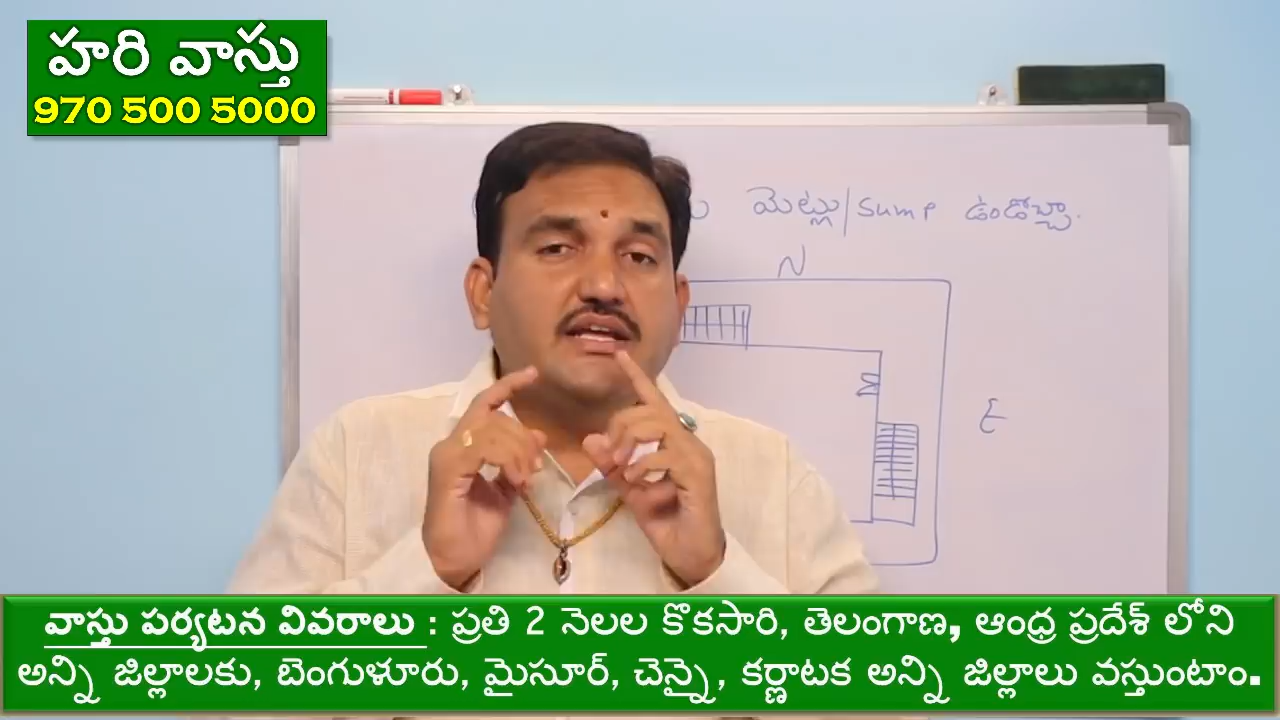 హరి వాస్తు
970 500 5000
మెట్లు/sump ఉండొచ్చా.
N
E
వాస్తు పర్యటన వివరాలు : ప్రతి 2 నెలల కొకసారి, తెలంగాణ, ఆంధ్ర ప్రదేశ్ లోని
అన్ని జిల్లాలకు, బెంగుళూరు, మైసూర్, చెన్నై, కర్ణాటక అన్ని జిల్లాలు వస్తుంటాం.